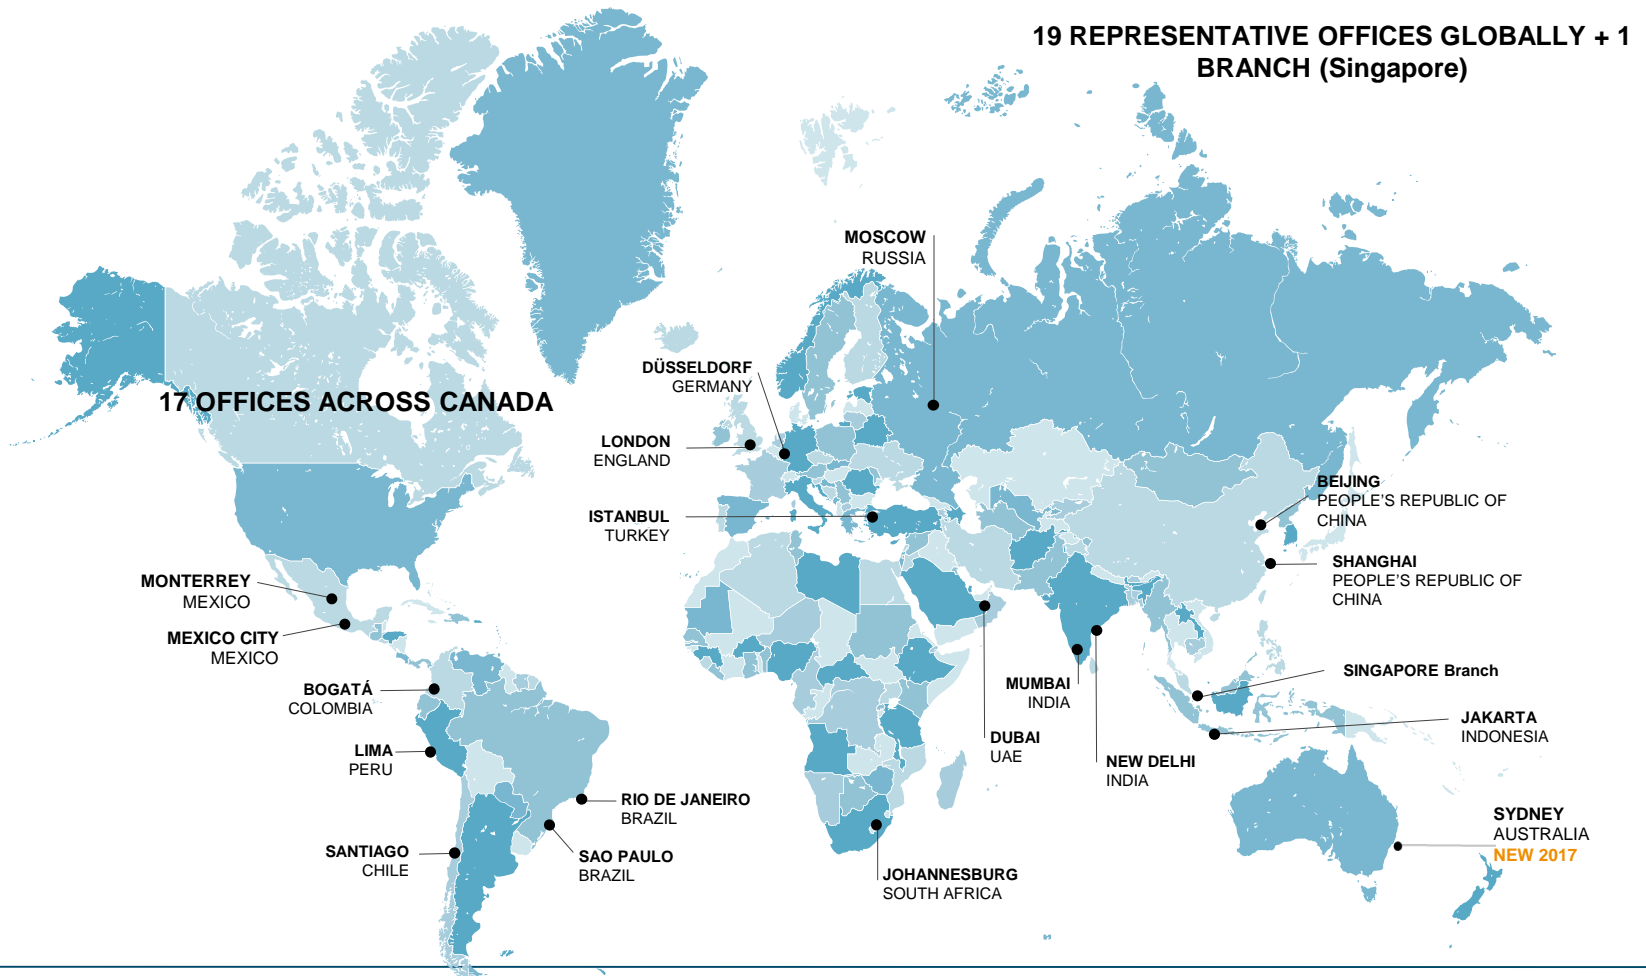 19 REPRESENTATIVE OFFICES GLOBALLY + 1
BRANCH (Singapore)
MOSCOW
RUSSIA
DÜSSELDORF
GERMANY
17 OFFICES ACROSS CANADA
LONDON
ENGLAND
BEIJING
PEOPLE'S REPUBLIC OF
CHINA
ISTANBUL
TURKEY
SHANGHAI
PEOPLE'S REPUBLIC OF
CHINA
MONTERREY
MEXICO
MEXICO CITY
MEXICO
SINGAPORE Branch
MUMBAI
INDIA
BOGATÁ
COLOMBIA
JAKARTA
INDONESIA
DUBAI
UAE
LIMA
PERU
NEW DELHI
INDIA
RIO DE JANEIRO
BRAZIL
SYDNEY
AUSTRALIA
NEW 2017
SANTIAGO
CHILE
SAO PAULO
BRAZIL
JOHANNESBURG
SOUTH AFRICA